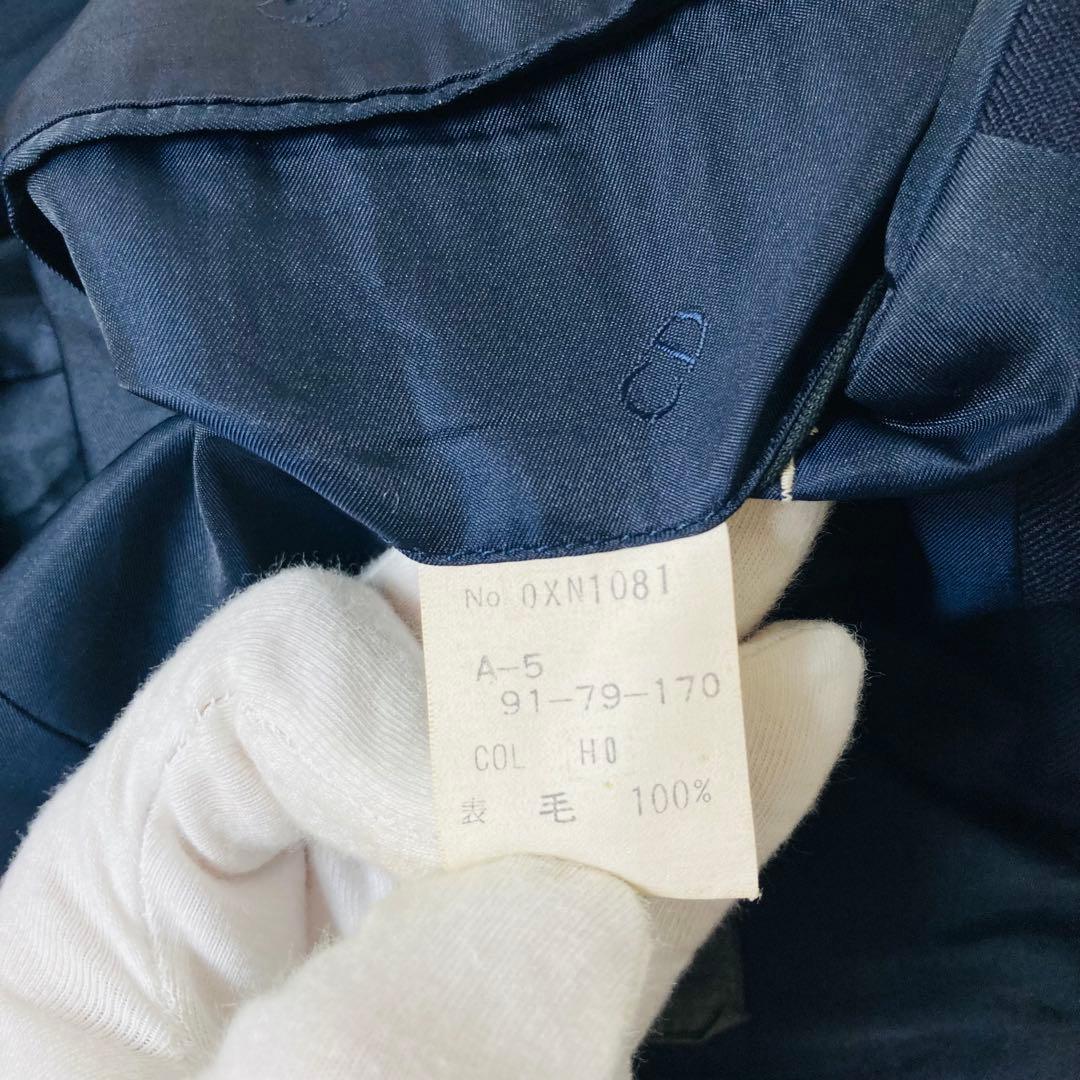 No. 0XN1081
A-5
91-79-170
COL H0
表 毛 100%